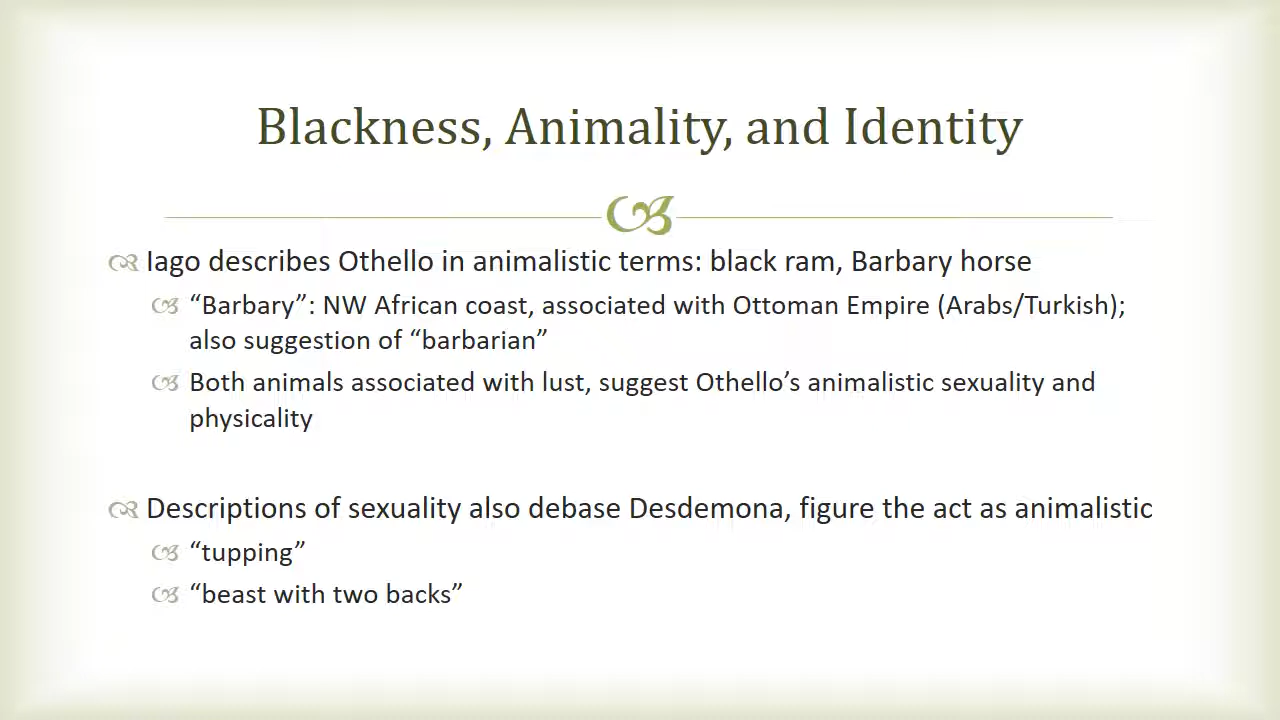 Blackness, Animality, and Identity
Iago describes Othello in animalistic terms: black ram, Barbary horse
“Barbary”: NW African coast, associated with Ottoman Empire (Arabs/Turkish);
also suggestion of “barbarian”
Both animals associated with lust, suggest Othello’s animalistic sexuality and
physicality
Descriptions of sexuality also debase Desdemona, figure the act as animalistic
“tupping”
“beast with two backs”